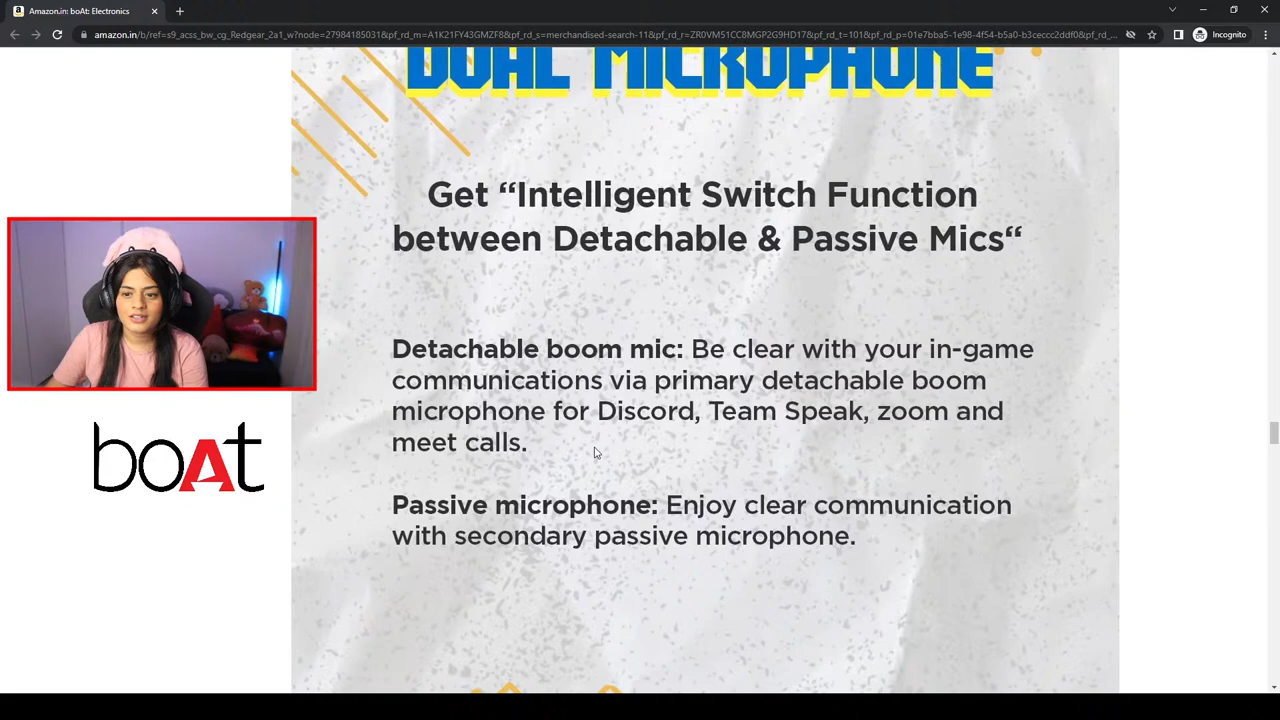 Amazon.in: boAt: Electronics
amazon.in/b/ref=s9_acss_bw_cg_Redgear_2a1_w?node=27984185031&pf_rd_m=A1K21FY43GMZF8&pf_rd_s=merchandised-search-11&pf_rd_r=ZR0VM51CC8MGP2G9HD17&pf_rd_t=101&pf_rd_p=01e7bba5-1e98-4f54-b5a0-b3ceccc2ddf0&pf_rd_...
Incognito
DUAL MICROPHONE
Get “Intelligent Switch Function
between Detachable & Passive Mics“
Detachable boom mic: Be clear with your in-game
communications via primary detachable boom
microphone for Discord, Team Speak, zoom and
meet calls.
boAt
Passive microphone: Enjoy clear communication
with secondary passive microphone.